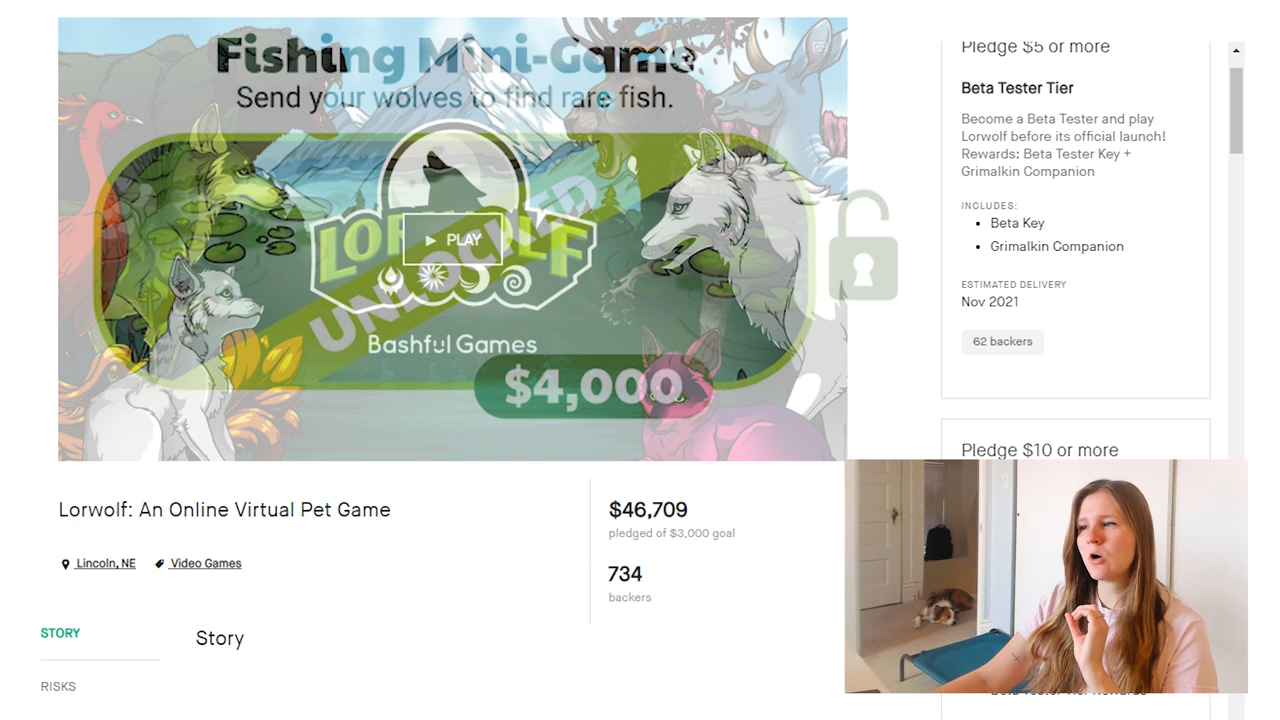 Fishing Mini-Game
Send your wolves to find rare fish.
LORWOLF
PLAY
UNLOCKED
Bashful Games
$4,000
Lorwolf: An Online Virtual Pet Game
Lincoln, NE
Video Games
$46,709
pledged of $3,000 goal
734
backers
STORY
Story
RISKS
Pledge $5 or more
Beta Tester Tier
Become a Beta Tester and play
Lorwolf before its official launch!
Rewards: Beta Tester Key +
Grimalkin Companion
INCLUDES:
Beta Key
Grimalkin Companion
ESTIMATED DELIVERY
Nov 2021
62 backers
Pledge $10 or more